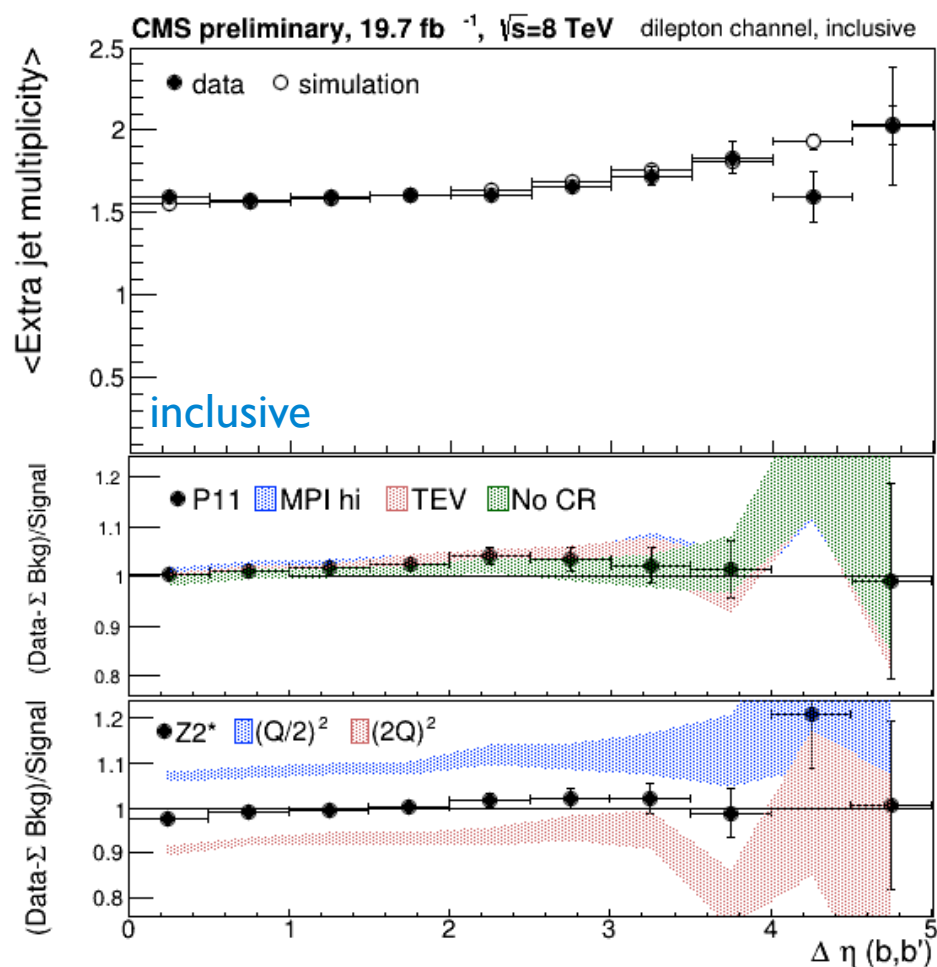 CMS preliminary, 19.7 fb -1, √s=8 TeV dilepton channel, inclusive
<Extra jet multiplicity>
2.5
2
1.5
1
0.5
data simulation
inclusive
(Data-Σ Bkg)/Signal
1.2
1.1
1
0.9
0.8
P11 MPI hi TEV No CR
(Data-Σ Bkg)/Signal
1.2
1.1
1
0.9
0.8
Z2* (Q/2)² (2Q)²
0 1 2 3 4 5
Δ η (b,b')